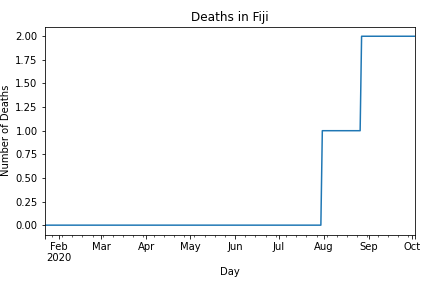 Deaths in Fiji
2.00
1.75
1.50
1.25
1.00
0.75
0.50
0.25
0.00
Number of Deaths
Feb Mar Apr May Jun Jul Aug Sep Oct
2020
Day